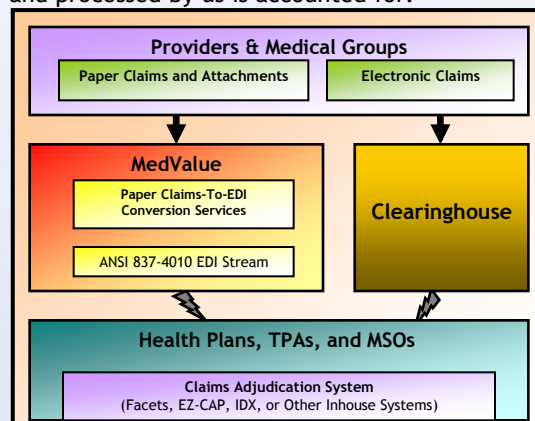 and processed by us is accounted for.
Providers & Medical Groups
Paper Claims and Attachments
Electronic Claims
MedValue
Paper Claims-To-EDI
Conversion Services
ANSI 837-4010 EDI Stream
Clearinghouse
Health Plans, TPAs, and MSOs
Claims Adjudication System
(Facets, EZ-CAP, IDX, or Other Inhouse Systems)